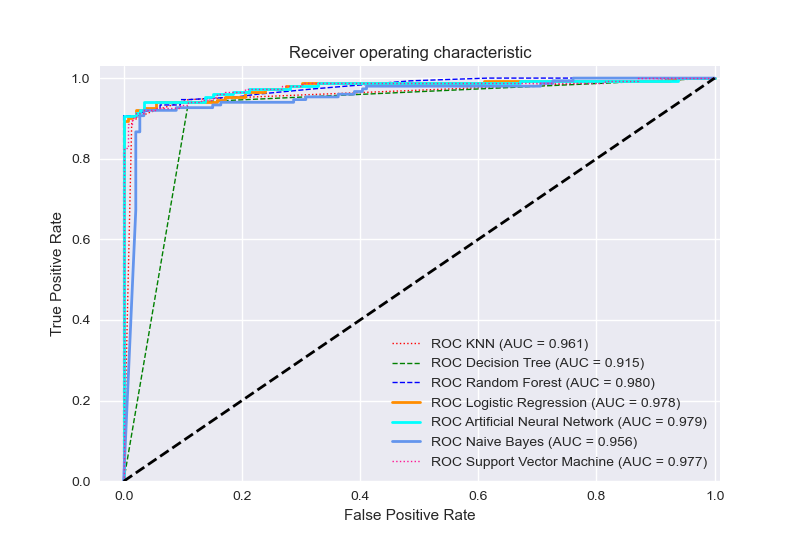 Receiver operating characteristic
1.0
0.8
0.6
0.4
0.2
0.0
True Positive Rate
ROC KNN (AUC = 0.961)
ROC Decision Tree (AUC = 0.915)
ROC Random Forest (AUC = 0.980)
ROC Logistic Regression (AUC = 0.978)
ROC Artificial Neural Network (AUC = 0.979)
ROC Naive Bayes (AUC = 0.956)
ROC Support Vector Machine (AUC = 0.977)
0.0 0.2 0.4 0.6 0.8 1.0
False Positive Rate